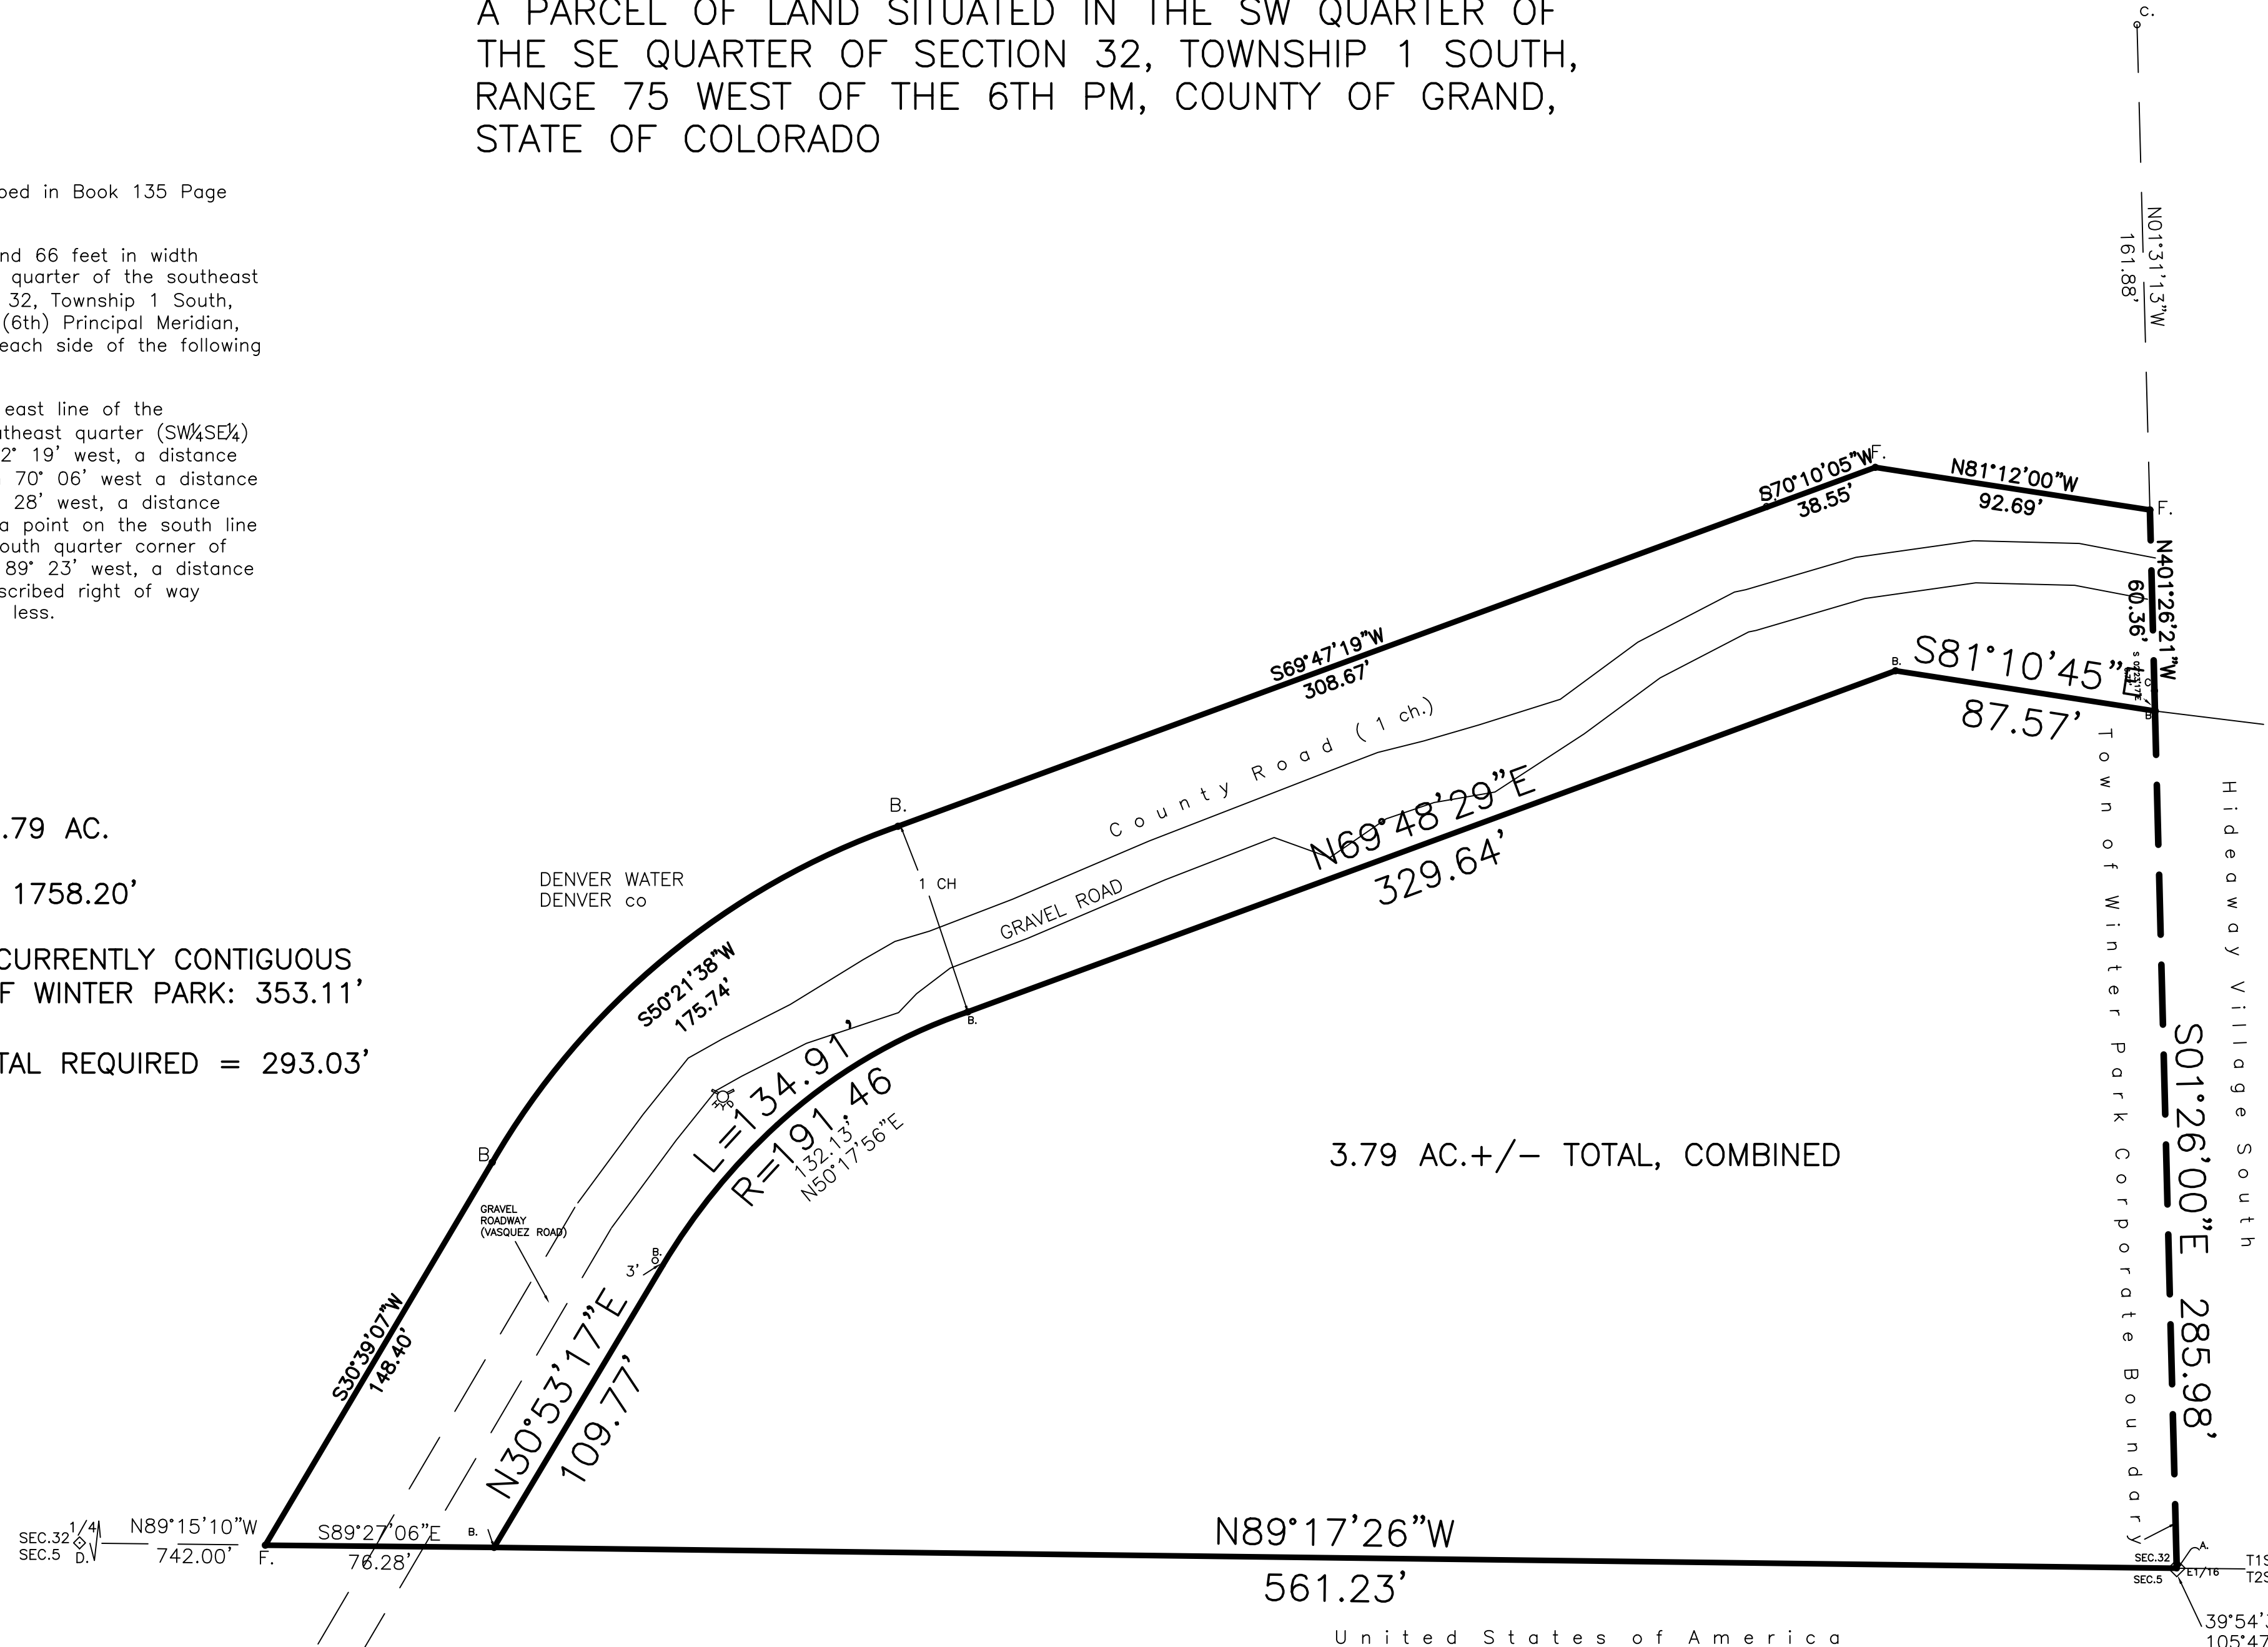 A PARCEL OF LAND SITUATED IN THE SW QUARTER OF
THE SE QUARTER OF SECTION 32, TOWNSHIP 1 SOUTH,
RANGE 75 WEST OF THE 6TH PM, COUNTY OF GRAND,
STATE OF COLORADO
bed in Book 135 Page
nd 66 feet in width
quarter of the southeast
32, Township 1 South,
(6th) Principal Meridian,
each side of the following
east line of the
theast quarter (SW¼SE¼)
2° 19' west, a distance
70° 06' west a distance
28' west, a distance
a point on the south line
outh quarter corner of
89° 23' west, a distance
scribed right of way
less.
.79 AC.
1758.20'
CURRENTLY CONTIGUOUS
F WINTER PARK: 353.11'
TAL REQUIRED = 293.03'
C.
N01°31'13"W
161.88'
F.
S70°10'05"W
38.55'
N81°12'00"W
92.69'
F.
N401°26'21"W
60.36'
S69°47'19"W
308.67'
B.
S81°10'45"E
87.57'
B
County Road (1 ch.)
N69°48'29"E
329.64'
B.
1 CH
GRAVEL ROAD
B.
DENVER WATER
DENVER co
S50°21'38"W
175.74'
L=134.91'
R=191.46
132.13'
N50°17'56"E
B.
GRAVEL
ROADWAY
(VASQUEZ ROAD)
B.
3'
S30°39'07"W
148.40'
N30°53'17"E
109.77'
3.79 AC.+/- TOTAL, COMBINED
Town of Winter Park Corporate Boundary
Hideaway Village South
S01°26'00"E 285.98'
SEC.32
SEC.5
1/4
D.
N89°15'10"W
742.00'
F.
S89°27'06"E
76.28'
B.
N89°17'26"W
561.23'
SEC.32
SEC.5
A.
E1/16
T1S
T2S
39°54'
105°47
United States of America